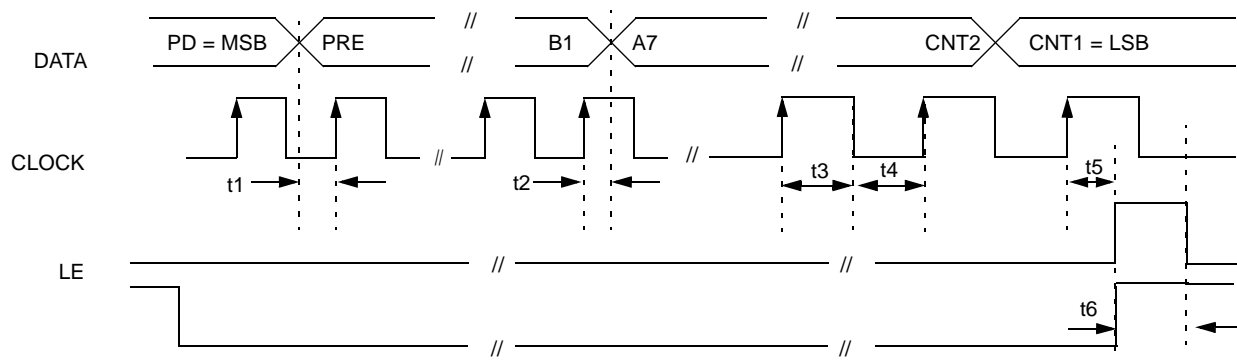 DATA
PD = MSB
PRE
//
//
B1
A7
//
//
CNT2
CNT1 = LSB
CLOCK
//
//
t1
t2
t3
t4
t5
LE
//
//
t6
//
//